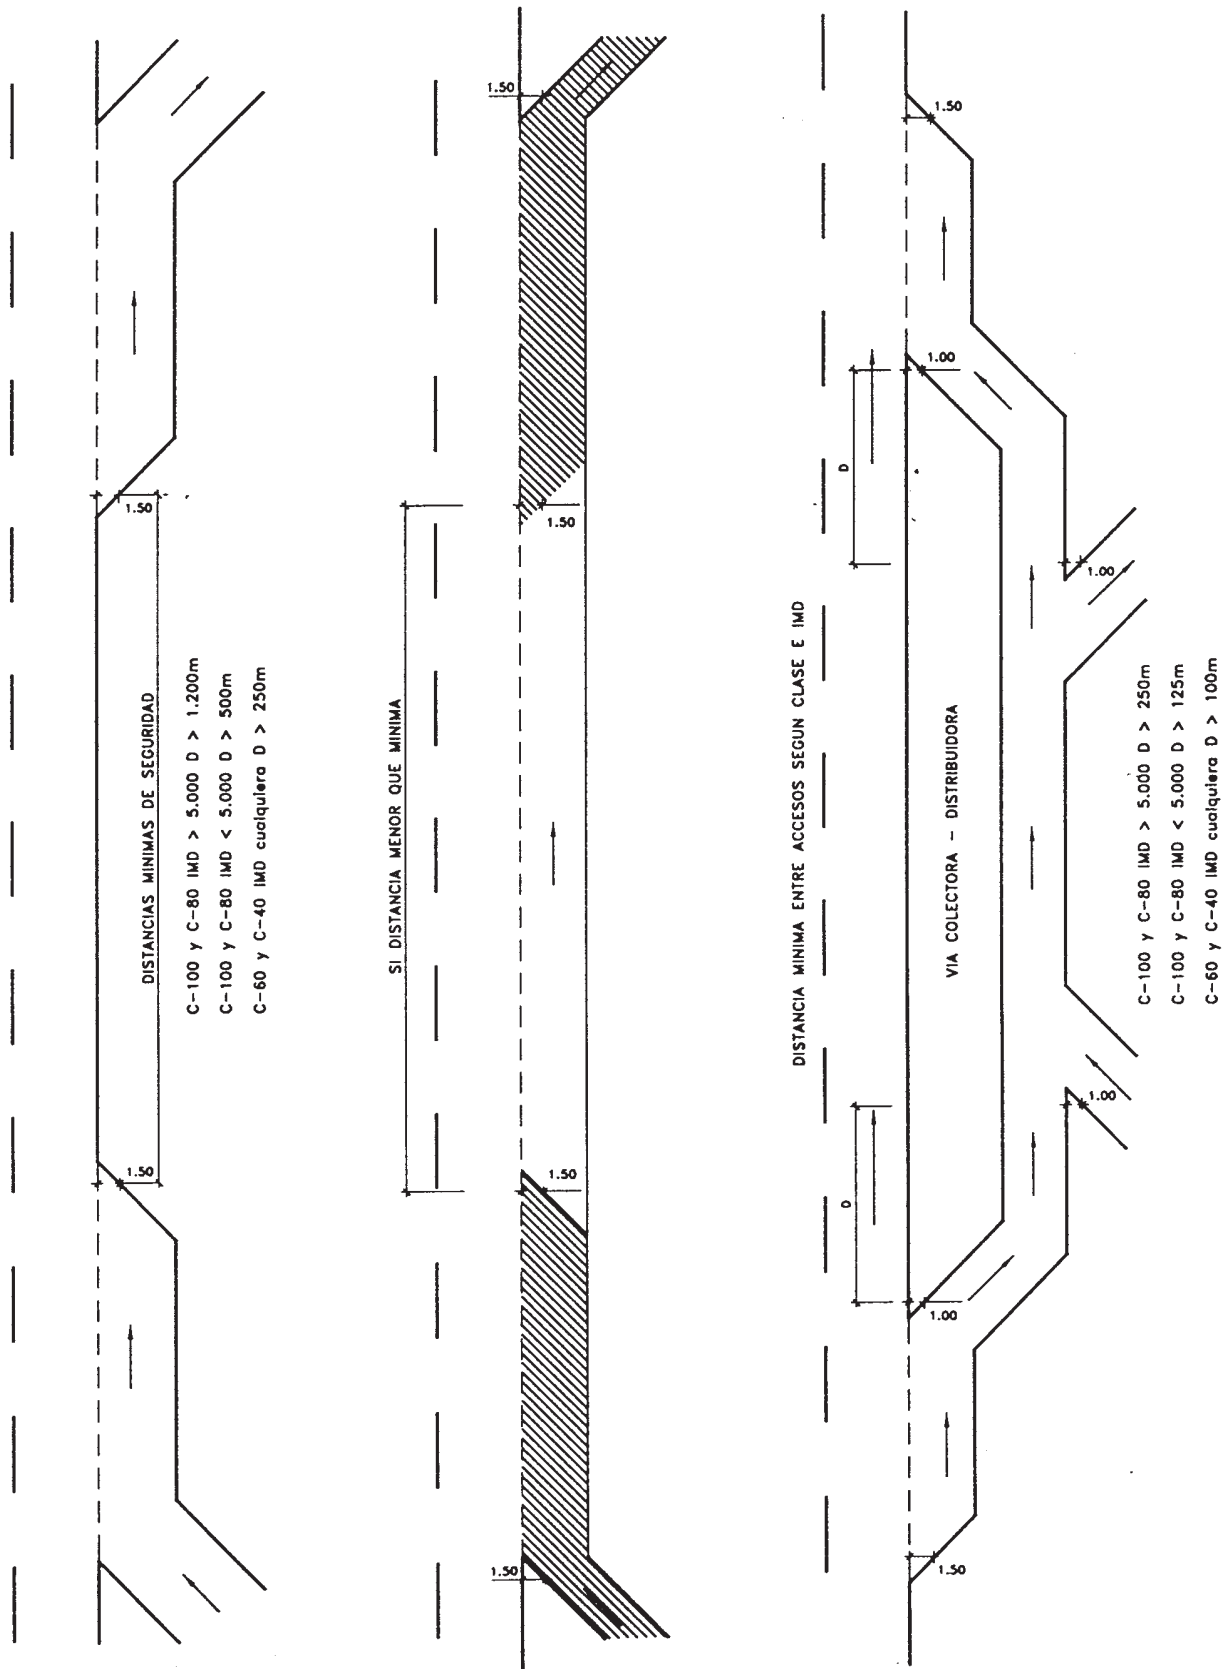 1.50
1.50
DISTANCIAS MINIMAS DE SEGURIDAD
C-100 y C-80 IMD > 5.000 D > 1.200m
C-100 y C-80 IMD < 5.000 D > 500m
C-60 y C-40 IMD cualquiera D > 250m
1.50
1.50
SI DISTANCIA MENOR QUE MINIMA
1.50
1.50
DISTANCIA MINIMA ENTRE ACCESOS SEGUN CLASE E IMD
1.50
1.00
D
1.00
VIA COLECTORA - DISTRIBUIDORA
D
1.00
1.00
1.50
C-100 y C-80 IMD > 5.000 D > 250m
C-100 y C-80 IMD < 5.000 D > 125m
C-60 y C-40 IMD cualquiera D > 100m